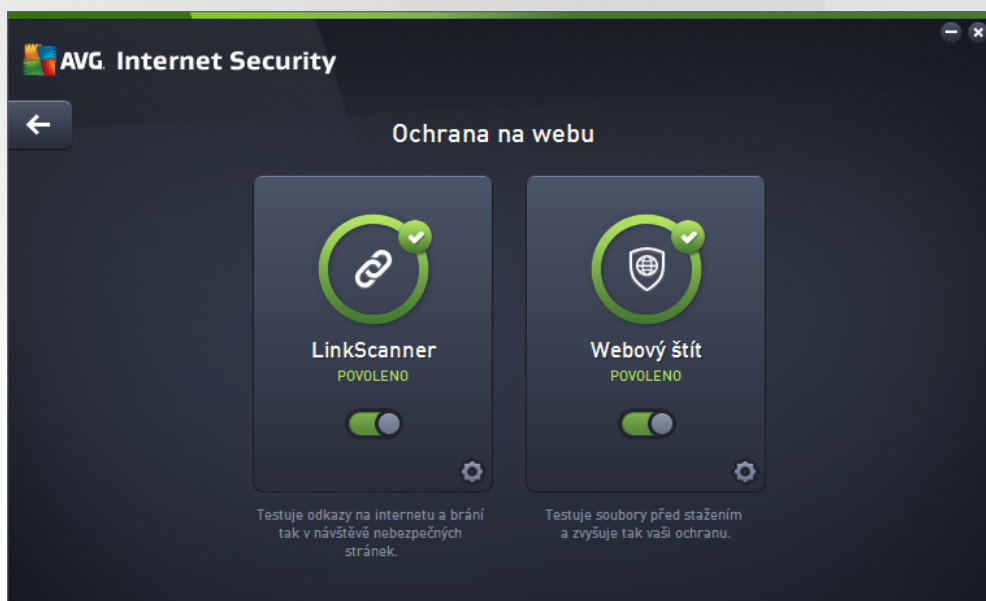 AVG. Internet Security
Ochrana na webu
LinkScanner
POVOLENO
Testuje odkazy na internetu a brání
tak v návštěvě nebezpečných
stránek.
Webový štít
POVOLENO
Testuje soubory před stažením
a zvyšuje tak vaši ochranu.